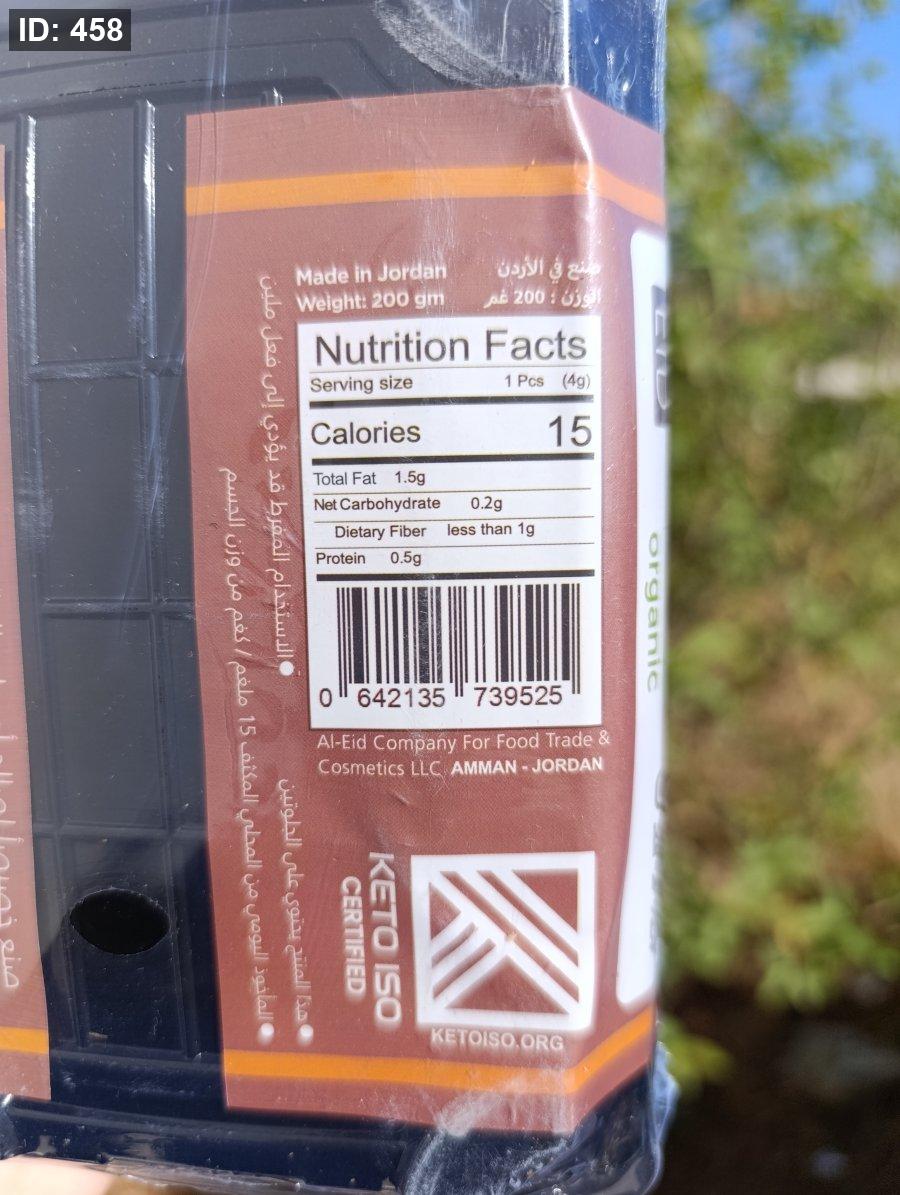 ID: 458
Made in Jordan
صنع في الأردن
Weight: 200 gm
الوزن : 200 غم
Nutrition Facts
Serving size 1 Pcs (4g)
Calories 15
Total Fat 1.5g
Net Carbohydrate 0.2g
Dietary Fiber less than 1g
Protein 0.5g
0 642135 739525
Al-Eid Company For Food Trade &
Cosmetics LLC. AMMAN - JORDAN
KETO ISO
CERTIFIED
KETOISO.ORG
هذا المنتج يحتوي على الجلوتين
الاستخدام المفرط قد يؤدي إلى فعل ملين
المأخوذ اليومي من المحلي المكثف 15 ملغم / كغم من وزن الجسم
organic